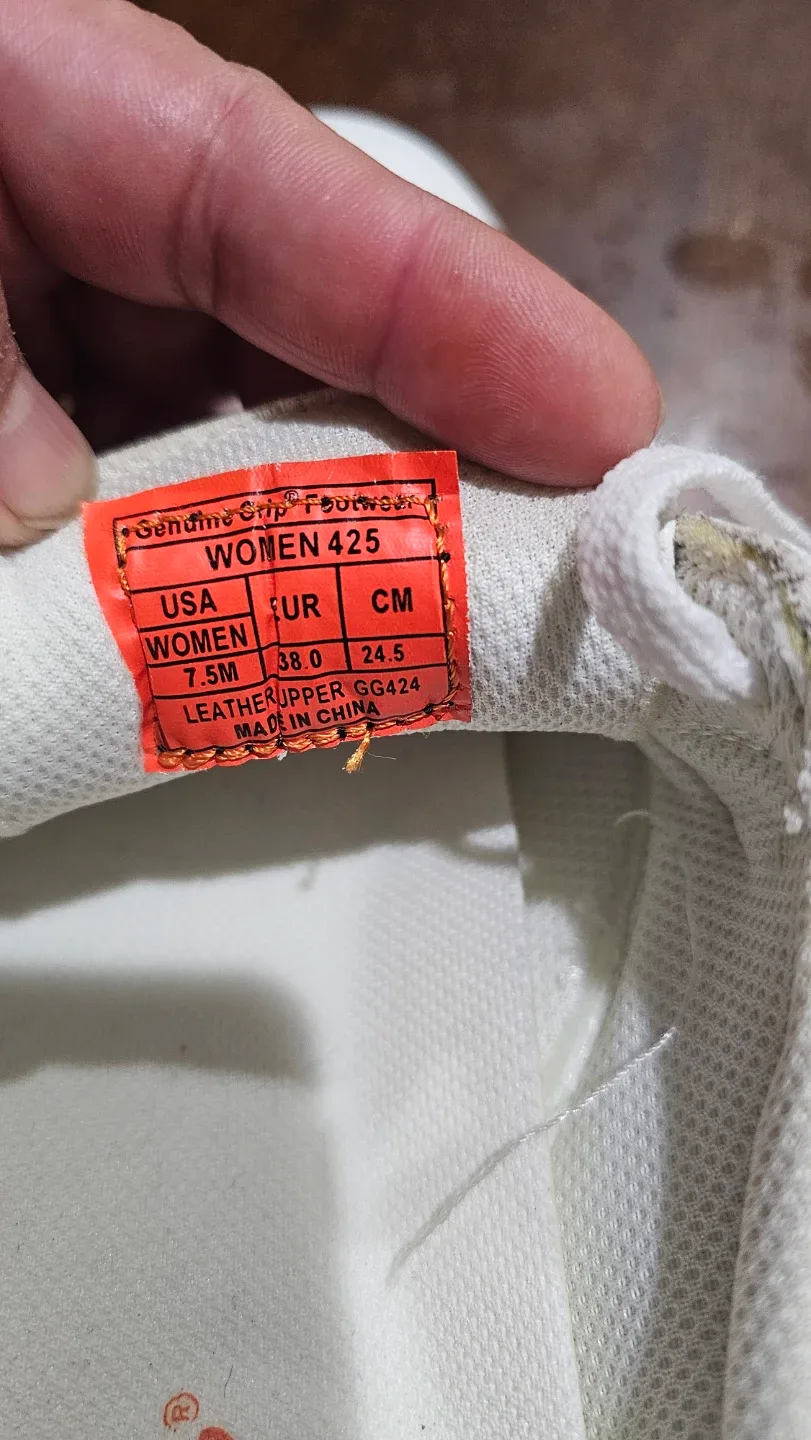 Genuine Grip® Footwear
WOMEN 425
USA
WOMEN
7.5M
EUR
38.0
CM
24.5
LEATHER UPPER GG424
MADE IN CHINA
®